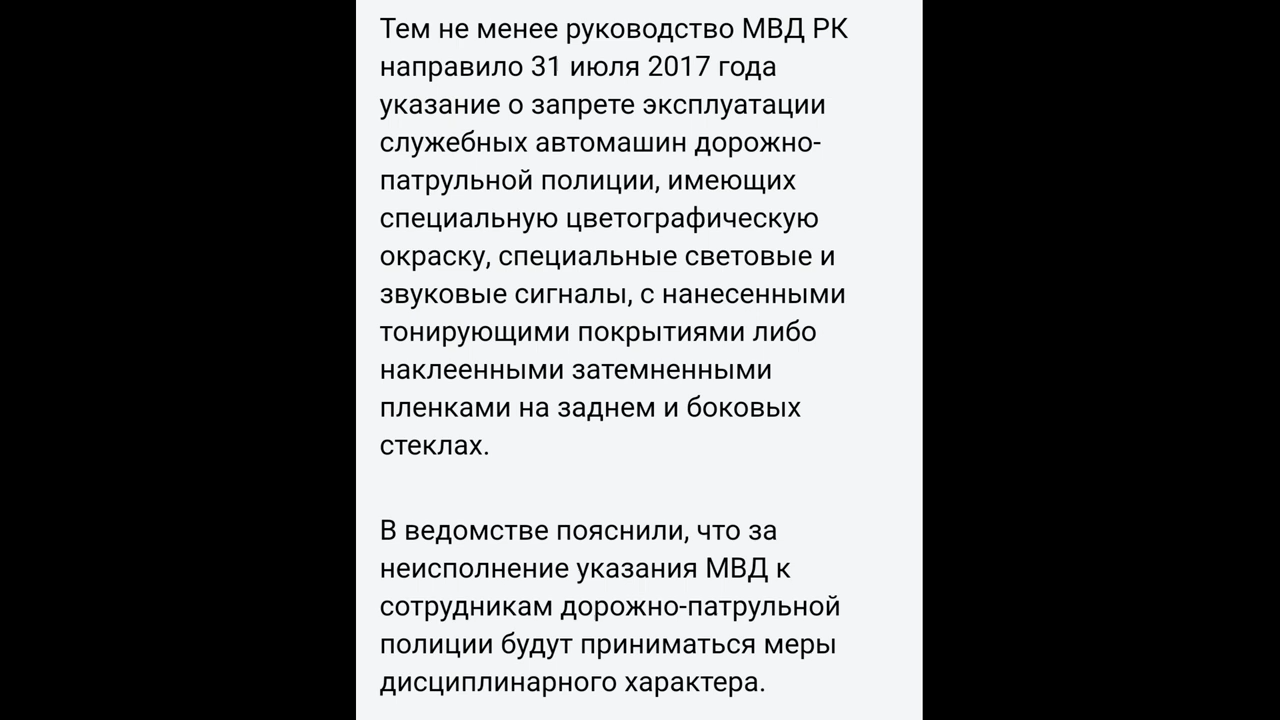 Тем не менее руководство МВД РК
направило 31 июля 2017 года
указание о запрете эксплуатации
служебных автомашин дорожно-
патрульной полиции, имеющих
специальную цветографическую
окраску, специальные световые и
звуковые сигналы, с нанесенными
тонирующими покрытиями либо
наклеенными затемненными
пленками на заднем и боковых
стеклах.
В ведомстве пояснили, что за
неисполнение указания МВД к
сотрудникам дорожно-патрульной
полиции будут приниматься меры
дисциплинарного характера.